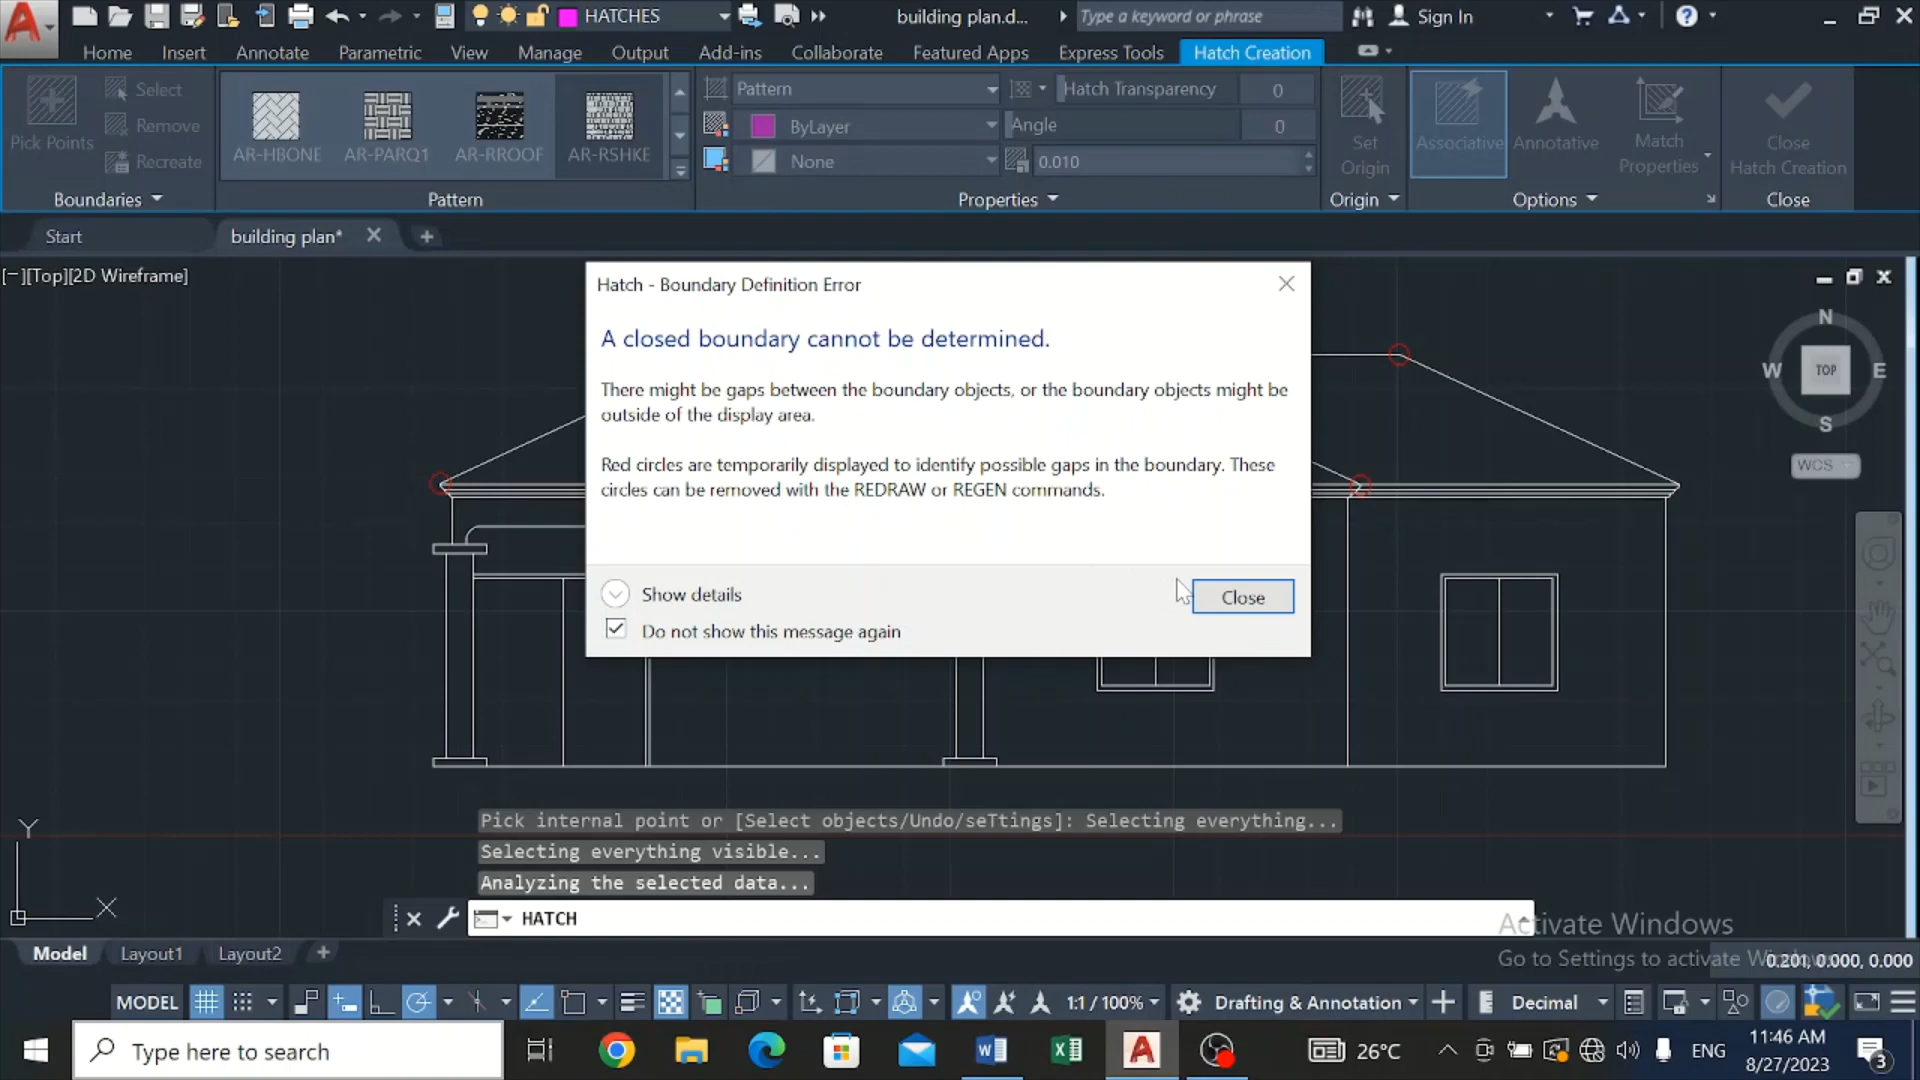 HATCHES
building plan.d...
Type a keyword or phrase
Sign In
Home
Insert
Annotate
Parametric
View
Manage
Output
Add-ins
Collaborate
Featured Apps
Express Tools
Hatch Creation
Pick Points
Select
Remove
Recreate
Boundaries
AR-HBONE
AR-PARQ1
AR-RROOF
AR-RSHKE
Pattern
Pattern
ByLayer
None
Hatch Transparency 0
Angle 0
0.010
Properties
Set
Origin
Origin
Associative
Annotative
Match
Properties
Options
Close
Hatch Creation
Close
Start
building plan*
[−][Top][2D Wireframe]
Hatch - Boundary Definition Error
A closed boundary cannot be determined.
There might be gaps between the boundary objects, or the boundary objects might be
outside of the display area.
Red circles are temporarily displayed to identify possible gaps in the boundary. These
circles can be removed with the REDRAW or REGEN commands.
Show details
Close
Do not show this message again
N
W
TOP
E
S
WCS
Pick internal point or [Select objects/Undo/seTtings]: Selecting everything...
Selecting everything visible...
Analyzing the selected data...
Y
X
HATCH
Activate Windows
Go to Settings to activate
0.201, 0.000, 0.000
Model
Layout1
Layout2
MODEL
1:1 / 100%
Drafting & Annotation
Decimal
Type here to search
26°C
ENG
11:46 AM
8/27/2023
3